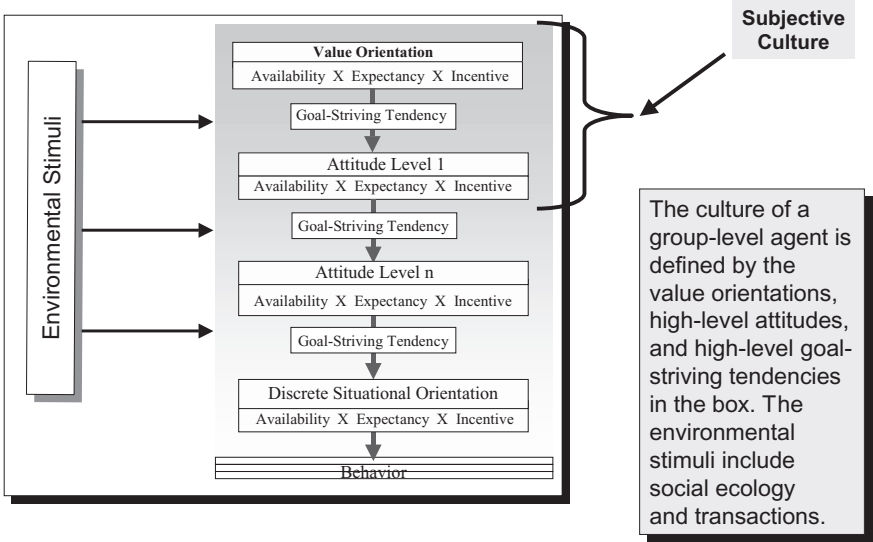 Subjective
Culture
Environmental Stimuli
Value Orientation
Availability X Expectancy X Incentive
Goal-Striving Tendency
Attitude Level 1
Availability X Expectancy X Incentive
Goal-Striving Tendency
Attitude Level n
Availability X Expectancy X Incentive
Goal-Striving Tendency
Discrete Situational Orientation
Availability X Expectancy X Incentive
Behavior
The culture of a
group-level agent is
defined by the
value orientations,
high-level attitudes,
and high-level goal-
striving tendencies
in the box. The
environmental
stimuli include
social ecology
and transactions.